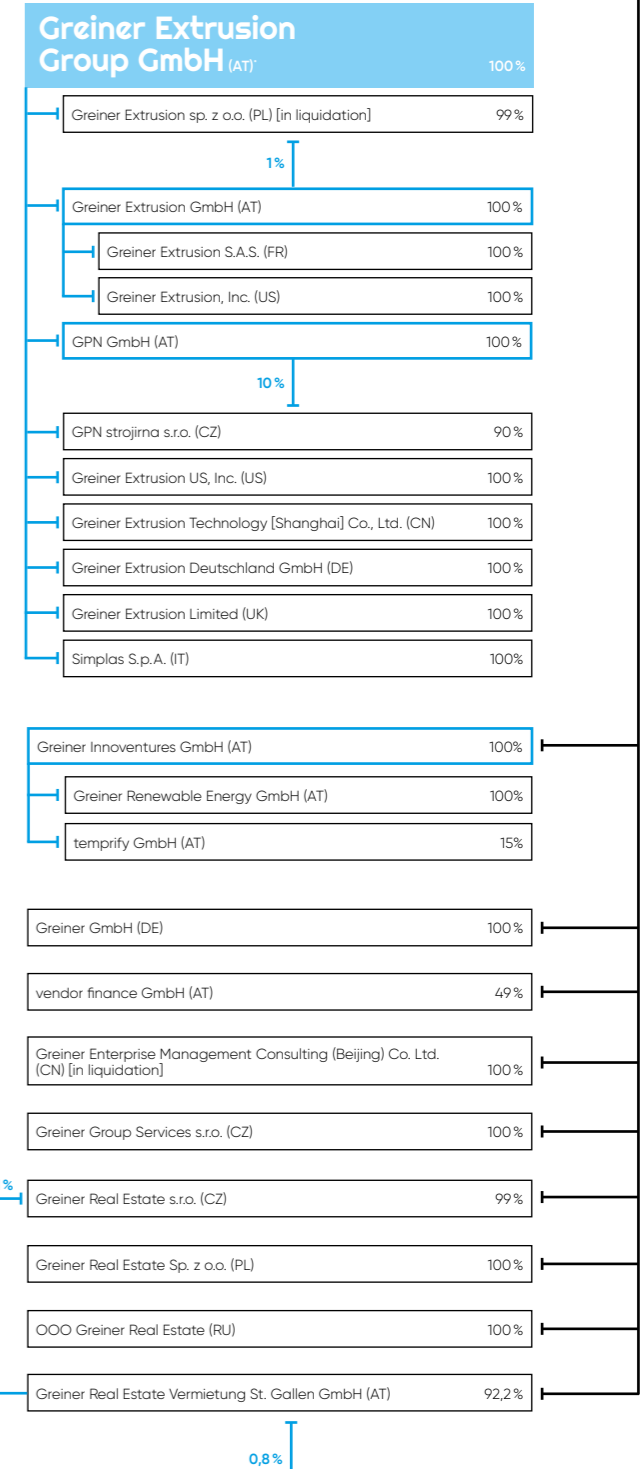 Greiner Extrusion
Group GmbH (AT)* 100 %
Greiner Extrusion sp. z o.o. (PL) [in liquidation] 99 %
1 %
Greiner Extrusion GmbH (AT) 100 %
Greiner Extrusion S.A.S. (FR) 100 %
Greiner Extrusion, Inc. (US) 100 %
GPN GmbH (AT) 100 %
10 %
GPN strojirna s.r.o. (CZ) 90 %
Greiner Extrusion US, Inc. (US) 100 %
Greiner Extrusion Technology [Shanghai] Co., Ltd. (CN) 100 %
Greiner Extrusion Deutschland GmbH (DE) 100 %
Greiner Extrusion Limited (UK) 100 %
Simplas S.p.A. (IT) 100%
Greiner Innoventures GmbH (AT) 100%
Greiner Renewable Energy GmbH (AT) 100%
temprify GmbH (AT) 15%
Greiner GmbH (DE) 100 %
vendor finance GmbH (AT) 49 %
Greiner Enterprise Management Consulting (Beijing) Co. Ltd.
(CN) [in liquidation] 100 %
Greiner Group Services s.r.o. (CZ) 100 %
%
Greiner Real Estate s.r.o. (CZ) 99 %
Greiner Real Estate Sp. z o.o. (PL) 100 %
OOO Greiner Real Estate (RU) 100 %
Greiner Real Estate Vermietung St. Gallen GmbH (AT) 92,2 %
0,8 %